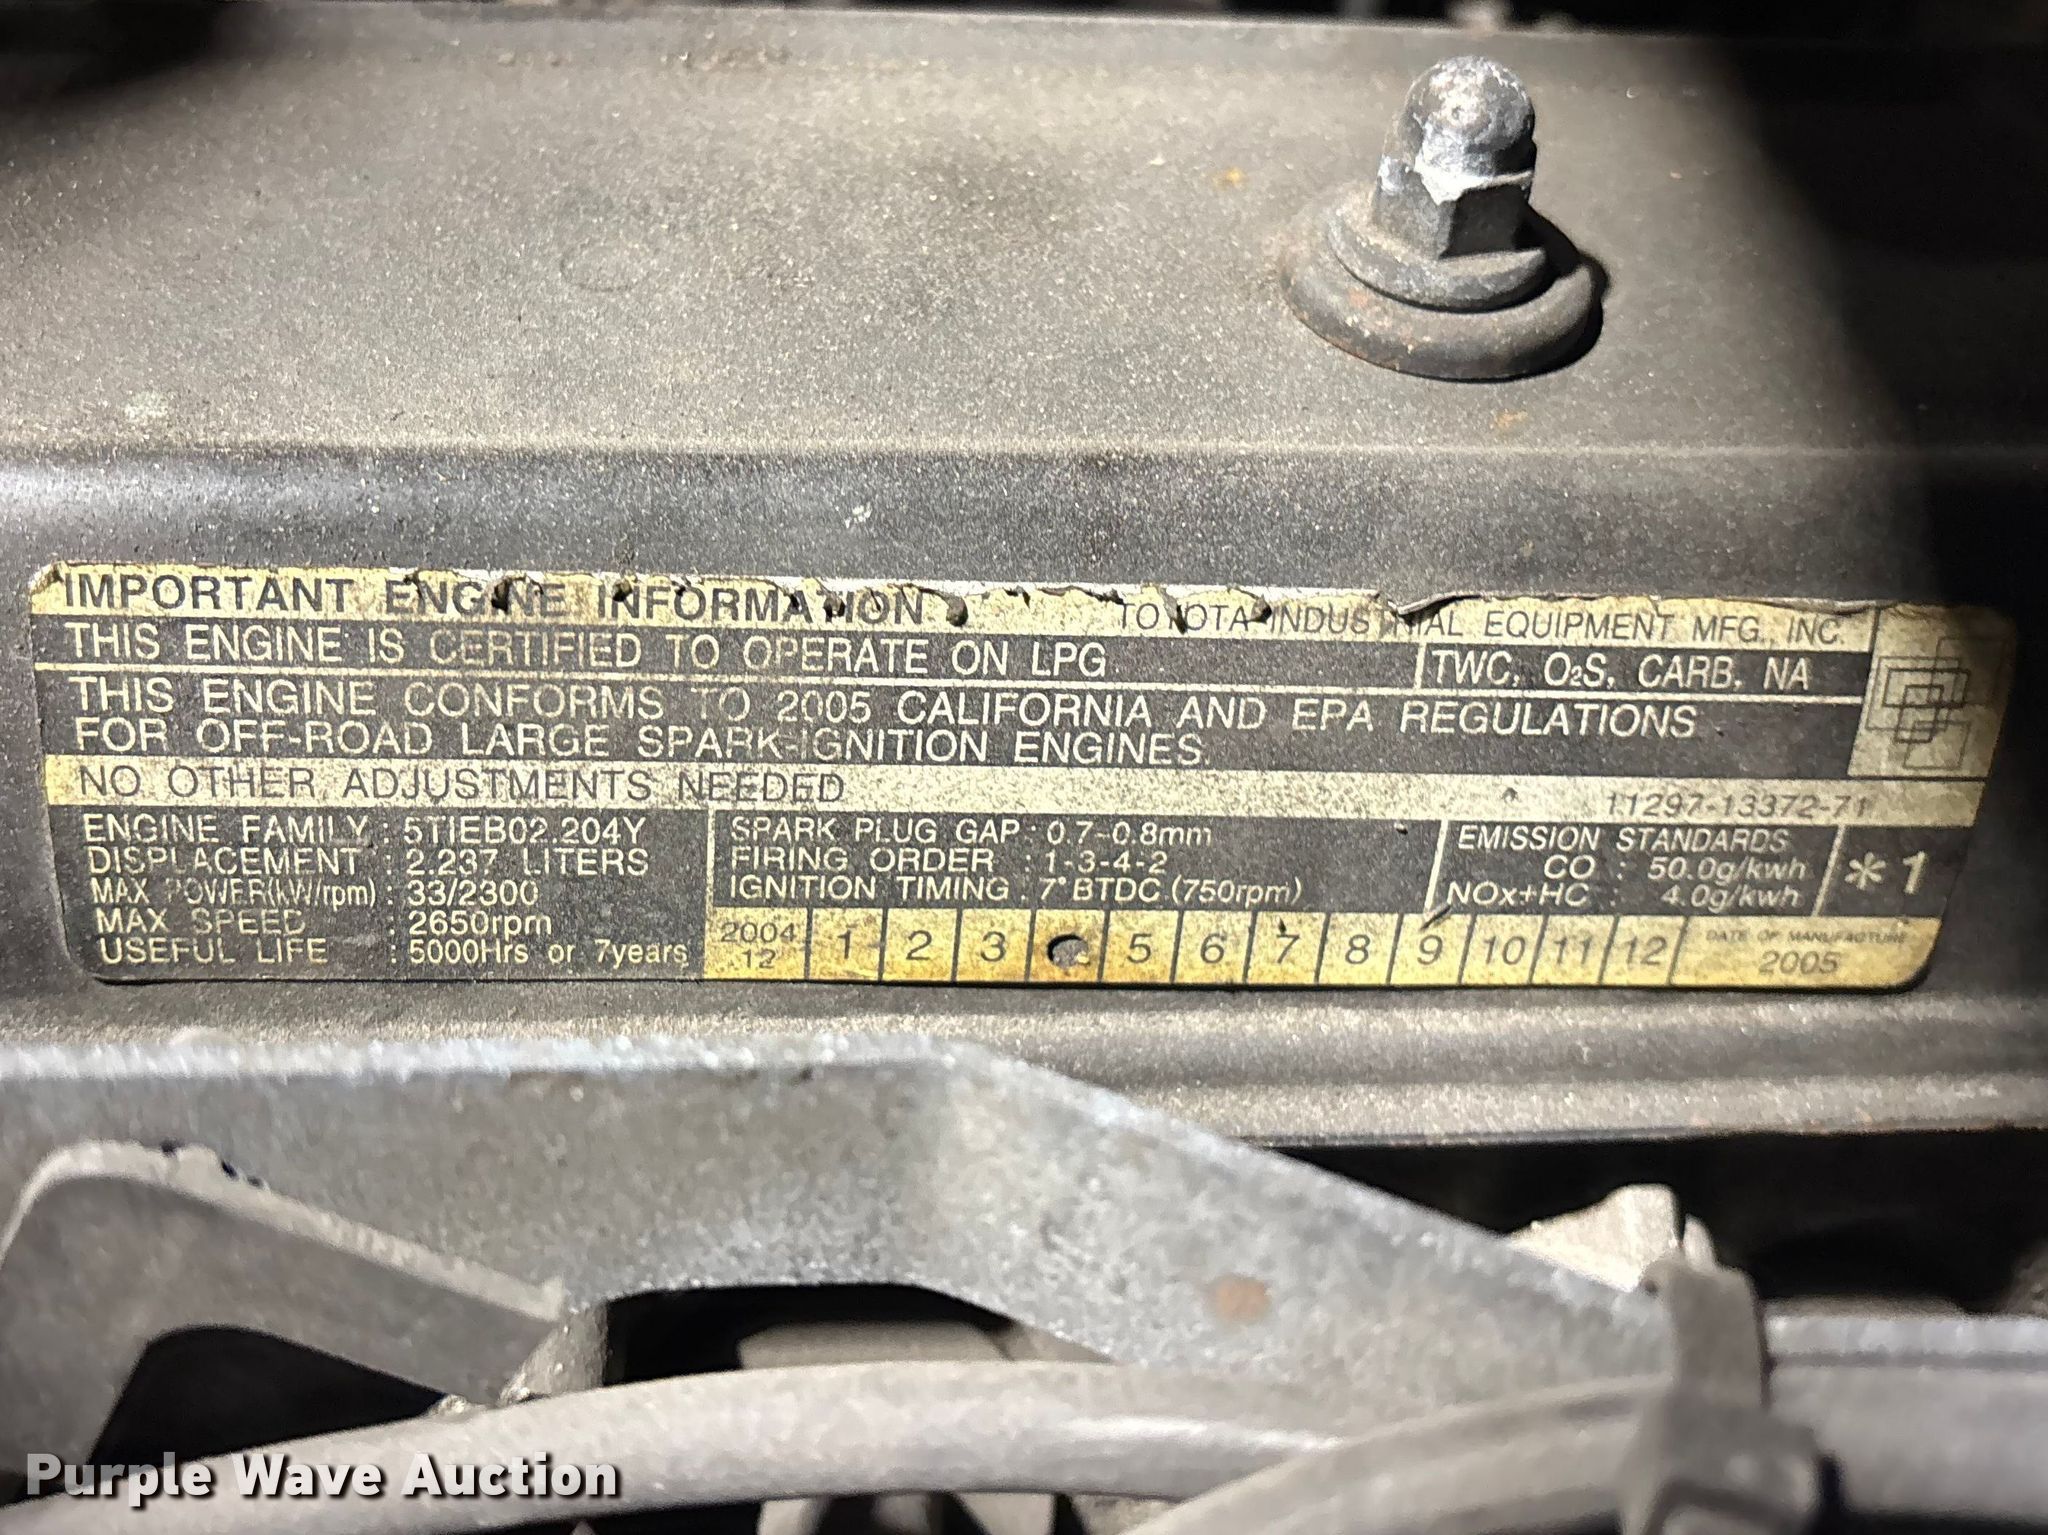 IMPORTANT ENGINE INFORMATION
TOYOTA INDUSTRIAL EQUIPMENT MFG., INC.
THIS ENGINE IS CERTIFIED TO OPERATE ON LPG
TWC, O2S, CARB, NA
THIS ENGINE CONFORMS TO 2005 CALIFORNIA AND EPA REGULATIONS
FOR OFF-ROAD LARGE SPARK-IGNITION ENGINES.
NO OTHER ADJUSTMENTS NEEDED
11297-13372-71
ENGINE FAMILY : 5TIEB02.204Y
DISPLACEMENT : 2.237 LITERS
MAX POWER(kW/rpm) : 33/2300
MAX SPEED : 2650rpm
USEFUL LIFE : 5000Hrs or 7years
SPARK PLUG GAP : 0.7-0.8mm
FIRING ORDER : 1-3-4-2
IGNITION TIMING : 7° BTDC (750rpm)
EMISSION STANDARDS
CO : 50.0g/kwh
NOx+HC : 4.0g/kwh
*1
2004 12 1 2 3 5 6 7 8 9 10 11 12
DATE OF MANUFACTURE
2005
Purple Wave Auction